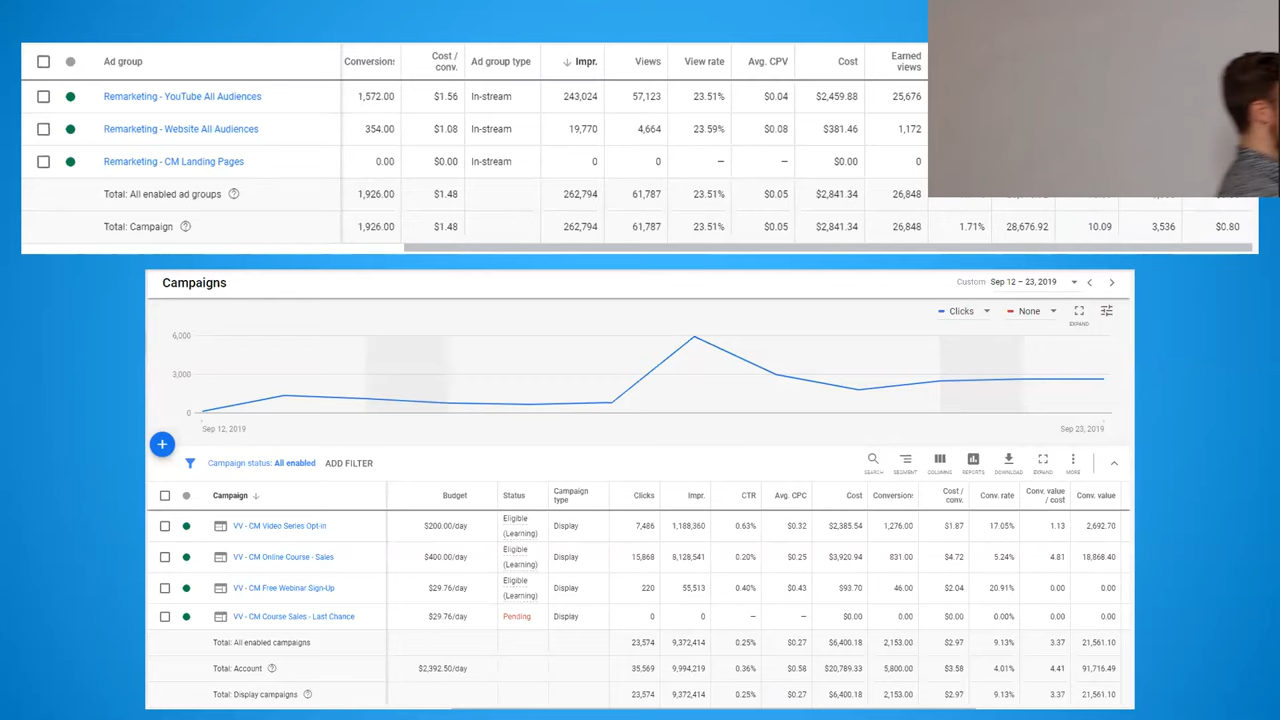 Ad group Conversions Cost / conv. Ad group type Impr. Views View rate Avg. CPV Cost Earned views
Remarketing - YouTube All Audiences 1,572.00 $1.56 In-stream 243,024 57,123 23.51% $0.04 $2,459.88 25,676
Remarketing - Website All Audiences 354.00 $1.08 In-stream 19,770 4,664 23.59% $0.08 $381.46 1,172
Remarketing - CM Landing Pages 0.00 $0.00 In-stream 0 0 — — $0.00 0
Total: All enabled ad groups 1,926.00 $1.48 262,794 61,787 23.51% $0.05 $2,841.34 26,848
Total: Campaign 1,926.00 $1.48 262,794 61,787 23.51% $0.05 $2,841.34 26,848 1.71% 28,676.92 10.09 3,536 $0.80
Campaigns Custom Sep 12 – 23, 2019
Clicks None
EXPAND
6,000
3,000
0
Sep 12, 2019 Sep 23, 2019
Campaign status: All enabled ADD FILTER
SEARCH SEGMENT COLUMNS REPORTS DOWNLOAD EXPAND MORE
Campaign Budget Status Campaign type Clicks Impr. CTR Avg. CPC Cost Conversions Cost / conv. Conv. rate Conv. value / cost Conv. value
VV - CM Video Series Opt-in $200.00/day Eligible (Learning) Display 7,486 1,188,360 0.63% $0.32 $2,385.54 1,276.00 $1.87 17.05% 1.13 2,692.70
VV - CM Online Course - Sales $400.00/day Eligible (Learning) Display 15,868 8,128,541 0.20% $0.25 $3,920.94 831.00 $4.72 5.24% 4.81 18,868.40
VV - CM Free Webinar Sign-Up $29.76/day Eligible (Learning) Display 220 55,513 0.40% $0.43 $93.70 46.00 $2.04 20.91% 0.00 0.00
VV - CM Course Sales - Last Chance $29.76/day Pending Display 0 0 — — $0.00 0.00 $0.00 0.00% 0.00 0.00
Total: All enabled campaigns 23,574 9,372,414 0.25% $0.27 $6,400.18 2,153.00 $2.97 9.13% 3.37 21,561.10
Total: Account $2,392.50/day 35,569 9,994,219 0.36% $0.58 $20,789.33 5,800.00 $3.58 4.01% 4.41 91,716.49
Total: Display campaigns 23,574 9,372,414 0.25% $0.27 $6,400.18 2,153.00 $2.97 9.13% 3.37 21,561.10